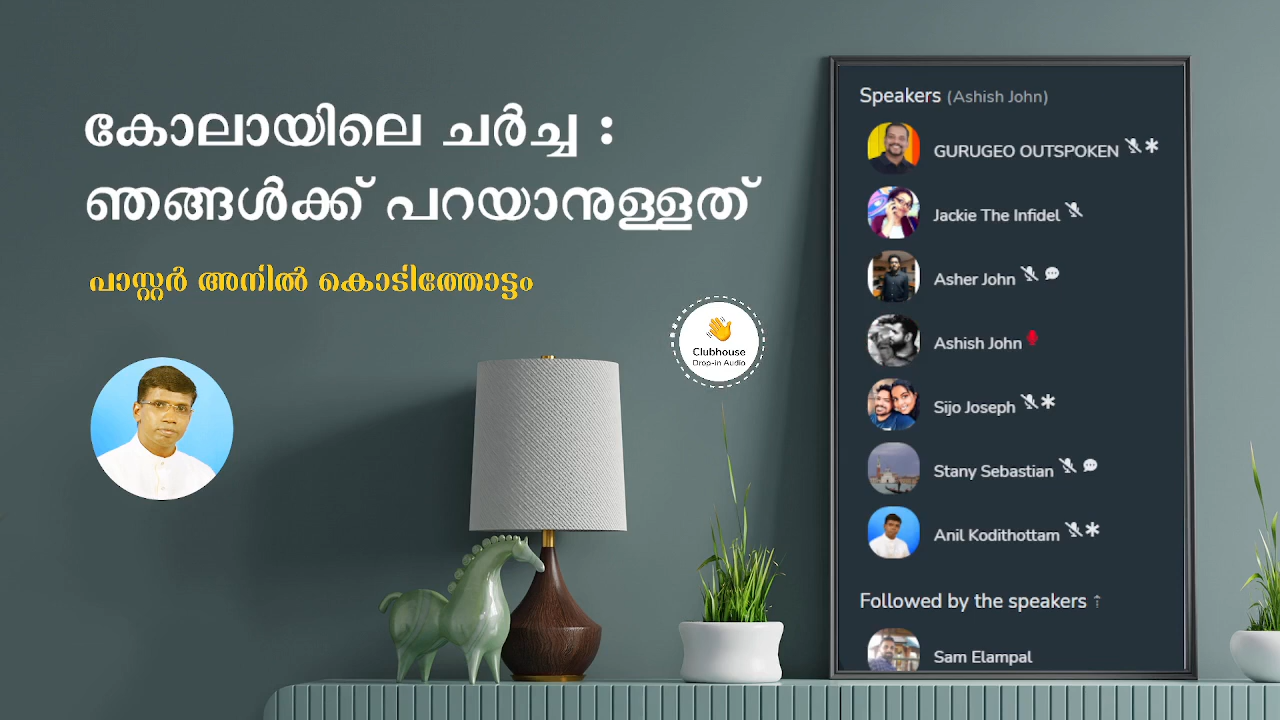 കോലായിലെ ചർച്ച :
ഞങ്ങൾക്ക് പറയാനുള്ളത്
പാസ്റ്റർ അനിൽ കൊടിത്തോട്ടം
Clubhouse
Drop-in Audio
Speakers (Ashish John)
GURUGEO OUTSPOKEN
Jackie The Infidel
Asher John
Ashish John
Sijo Joseph
Stany Sebastian
Anil Kodithottam
Followed by the speakers
Sam Elampal